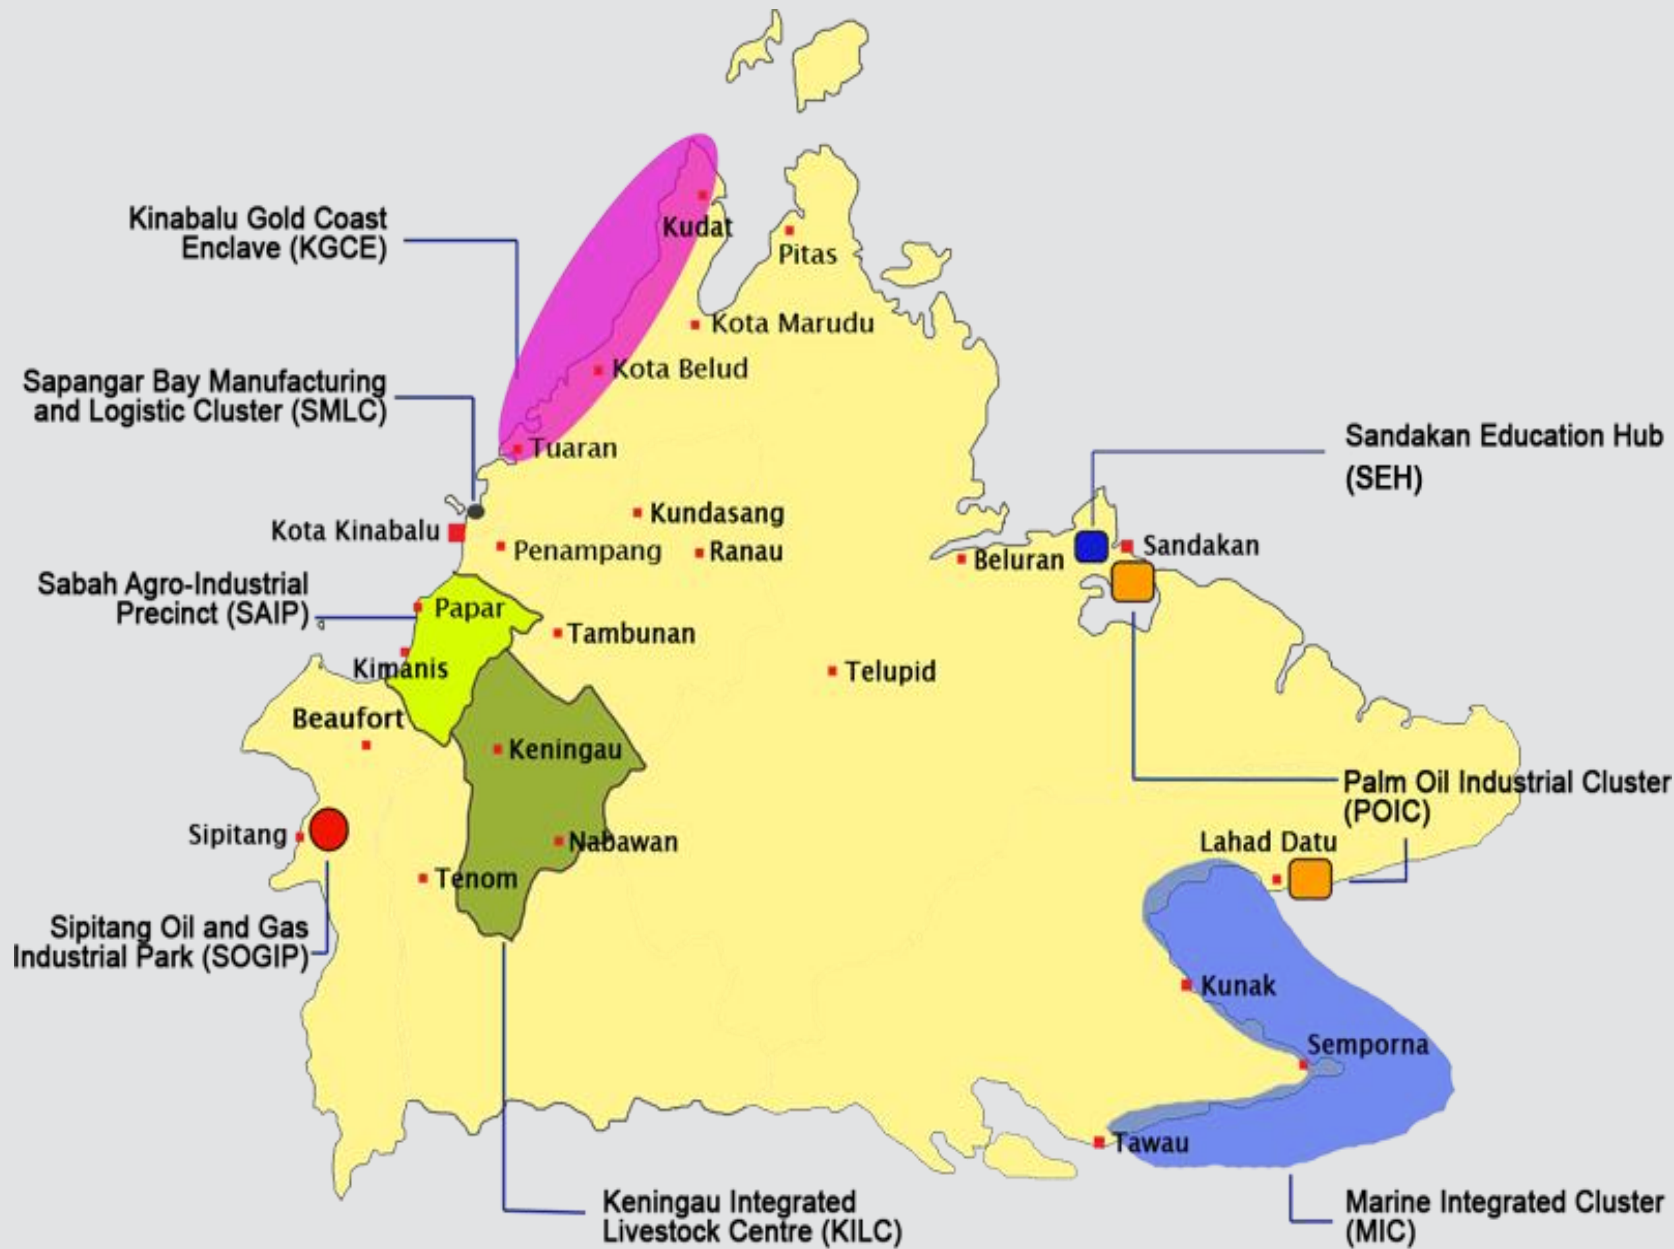 Kudat
Pitas
Kinabalu Gold Coast
Enclave (KGCE)
Kota Marudu
Kota Belud
Sapangar Bay Manufacturing
and Logistic Cluster (SMLC)
Tuaran
Sandakan Education Hub
(SEH)
Kundasang
Kota Kinabalu
Penampang
Ranau
Beluran
Sandakan
Sabah Agro-Industrial
Precinct (SAIP)
Papar
Tambunan
Kimanis
Telupid
Beaufort
Keningau
Palm Oil Industrial Cluster
(POIC)
Sipitang
Nabawan
Lahad Datu
Tenom
Sipitang Oil and Gas
Industrial Park (SOGIP)
Kunak
Semporna
Tawau
Keningau Integrated
Livestock Centre (KILC)
Marine Integrated Cluster
(MIC)